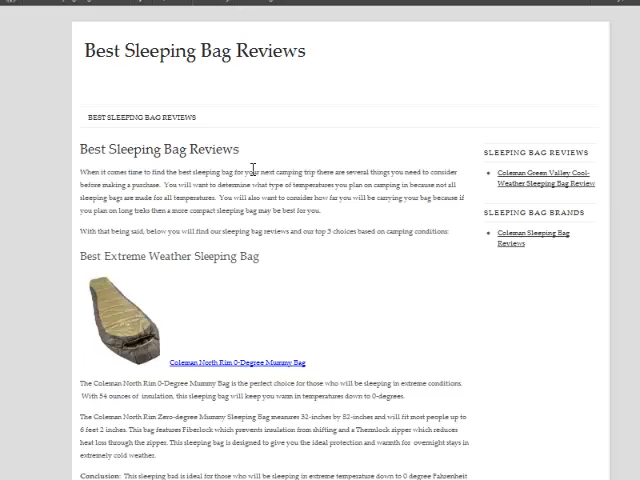 Best Sleeping Bag Reviews
BEST SLEEPING BAG REVIEWS
Best Sleeping Bag Reviews
When it comes time to find the best sleeping bag for your next camping trip there are several things you need to consider
before making a purchase. You will want to determine what type of temperatures you plan on camping in because not all
sleeping bags are made for all temperatures. You will also want to consider how far you will be carrying your bag because if
you plan on long treks then a more compact sleeping bag may be best for you.
With that being said, below you will find our sleeping bag reviews and our top 3 choices based on camping conditions:
Best Extreme Weather Sleeping Bag
Coleman North Rim 0-Degree Mummy Bag
The Coleman North Rim 0-Degree Mummy Bag is the perfect choice for those who will be sleeping in extreme conditions.
With 54 ounces of insulation, this sleeping bag will keep you warm in temperatures down to 0-degrees.
The Coleman North Rim Zero-degree Mummy Sleeping Bag measures 32-inches by 82-inches and will fit most people up to
6 feet 2 inches. This bag features Fiberlock which prevents insulation from shifting and a Thermlock zipper which reduces
heat loss through the zipper. This sleeping bag is designed to give you the ideal protection and warmth for overnight stays in
extremely cold weather.
Conclusion: This sleeping bad is ideal for those who will be sleeping in extreme temperature down to 0 degree Fahrenheit
SLEEPING BAG REVIEWS
Coleman Green Valley Cool-
Weather Sleeping Bag Review
SLEEPING BAG BRANDS
Coleman Sleeping Bag
Reviews